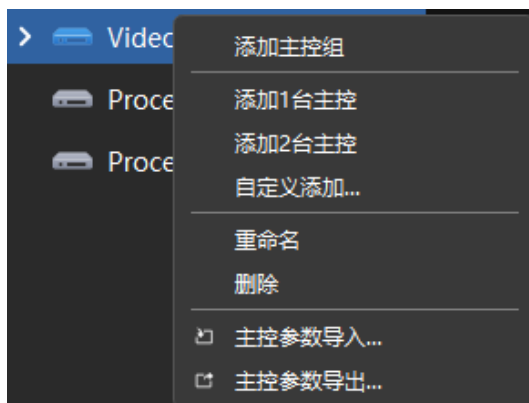 Videc
添加主控组
Proce
添加1台主控
添加2台主控
Proce
自定义添加...
重命名
删除
主控参数导入...
主控参数导出...